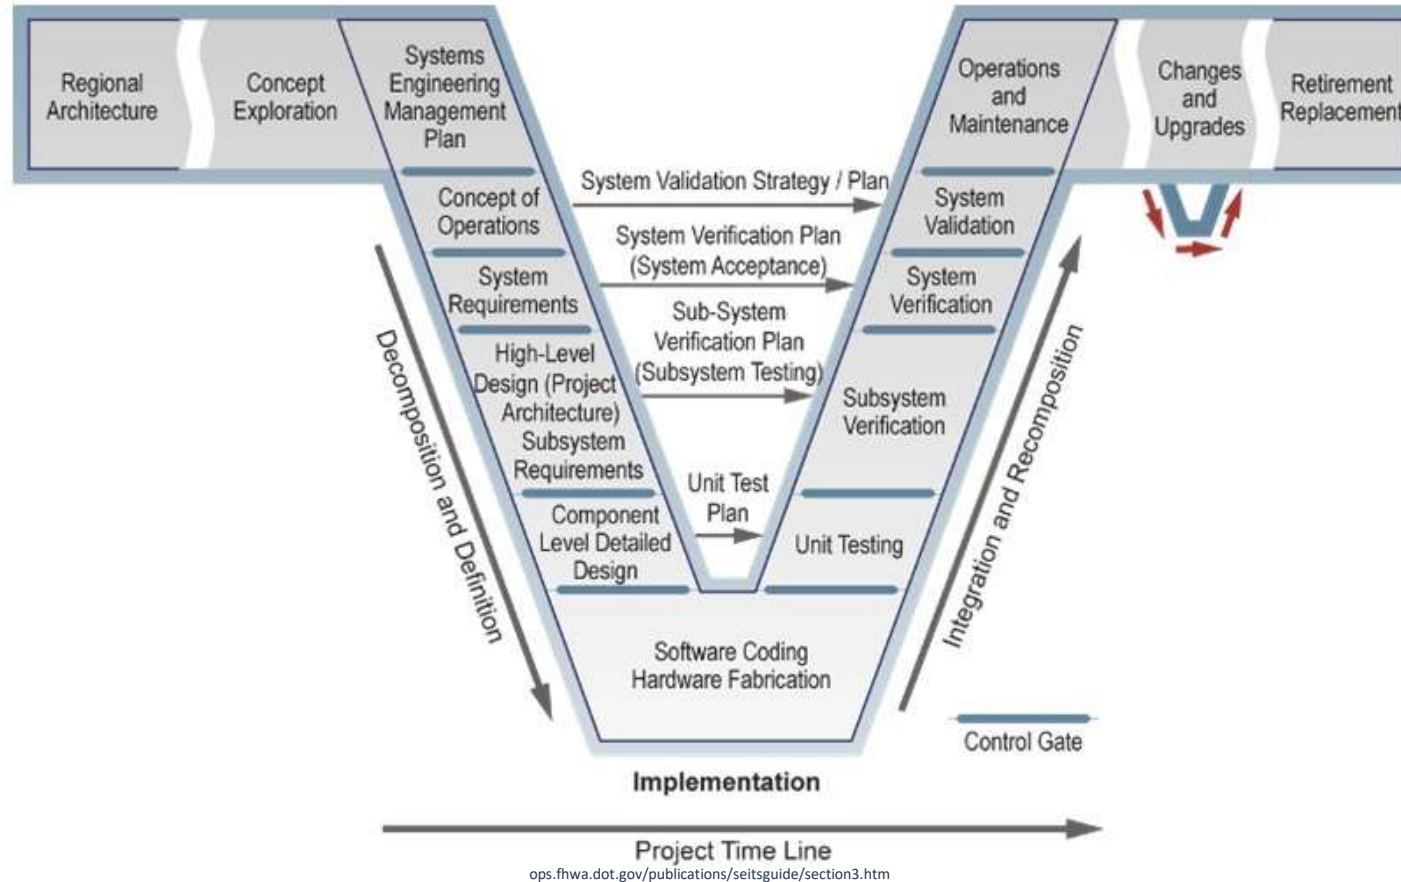 Regional
Architecture
Concept
Exploration
Systems
Engineering
Management
Plan
Concept of
Operations
System
Requirements
High-Level
Design (Project
Architecture)
Subsystem
Requirements
Component
Level Detailed
Design
Decomposition and Definition
System Validation Strategy / Plan
System Verification Plan
(System Acceptance)
Sub-System
Verification Plan
(Subsystem Testing)
Unit Test
Plan
Software Coding
Hardware Fabrication
Operations
and
Maintenance
System
Validation
System
Verification
Subsystem
Verification
Unit Testing
Integration and Recomposition
Changes
and
Upgrades
Retirement
Replacement
Control Gate
Implementation
Project Time Line
ops.fhwa.dot.gov/publications/seitsguide/section3.htm